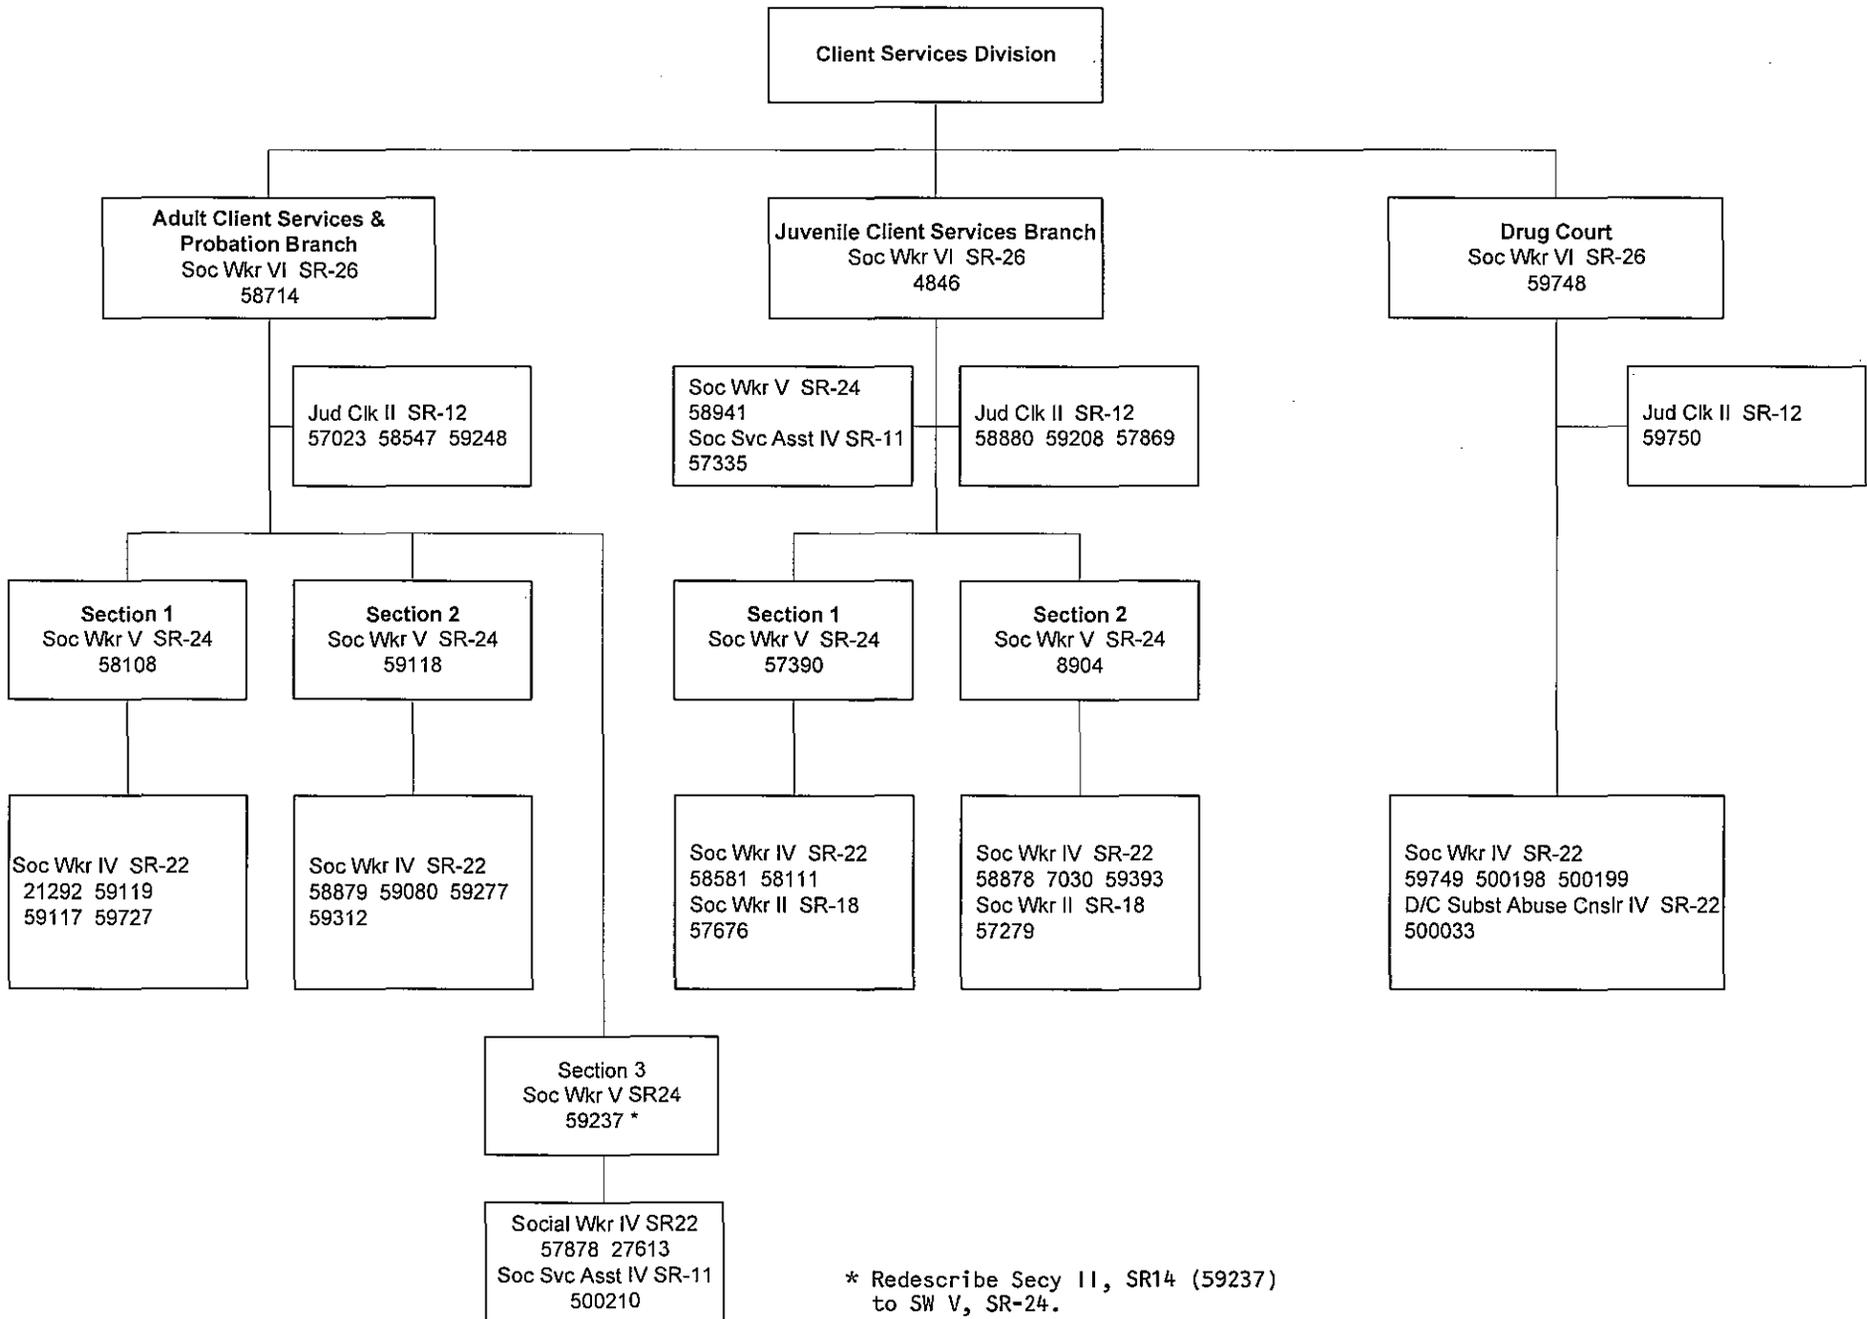 Client Services Division
Adult Client Services &
Probation Branch
Soc Wkr VI SR-26
58714
Juvenile Client Services Branch
Soc Wkr VI SR-26
4846
Drug Court
Soc Wkr VI SR-26
59748
Jud Clk II SR-12
57023 58547 59248
Soc Wkr V SR-24
58941
Soc Svc Asst IV SR-11
57335
Jud Clk II SR-12
58880 59208 57869
Jud Clk II SR-12
59750
Section 1
Soc Wkr V SR-24
58108
Section 2
Soc Wkr V SR-24
59118
Section 1
Soc Wkr V SR-24
57390
Section 2
Soc Wkr V SR-24
8904
Soc Wkr IV SR-22
21292 59119
59117 59727
Soc Wkr IV SR-22
58879 59080 59277
59312
Soc Wkr IV SR-22
58581 58111
Soc Wkr II SR-18
57676
Soc Wkr IV SR-22
58878 7030 59393
Soc Wkr II SR-18
57279
Soc Wkr IV SR-22
59749 500198 500199
D/C Subst Abuse Cnslr IV SR-22
500033
Section 3
Soc Wkr V SR24
59237 *
Social Wkr IV SR22
57878 27613
Soc Svc Asst IV SR-11
500210
* Redescribe Secy II, SR14 (59237)
to SW V, SR-24.